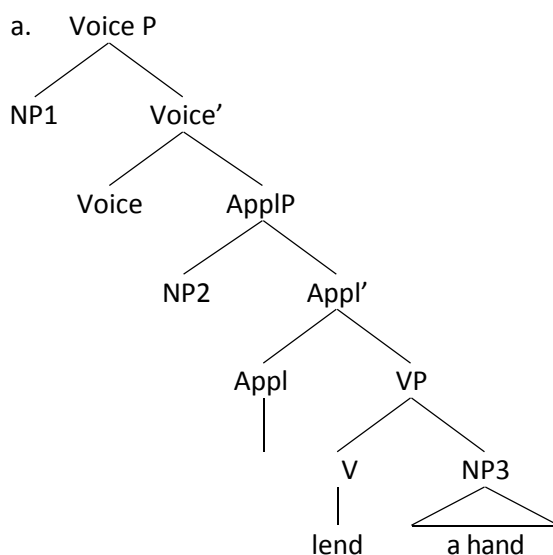 a. Voice P
NP1 Voice’
Voice ApplP
NP2 Appl’
Appl VP
V NP3
lend a hand